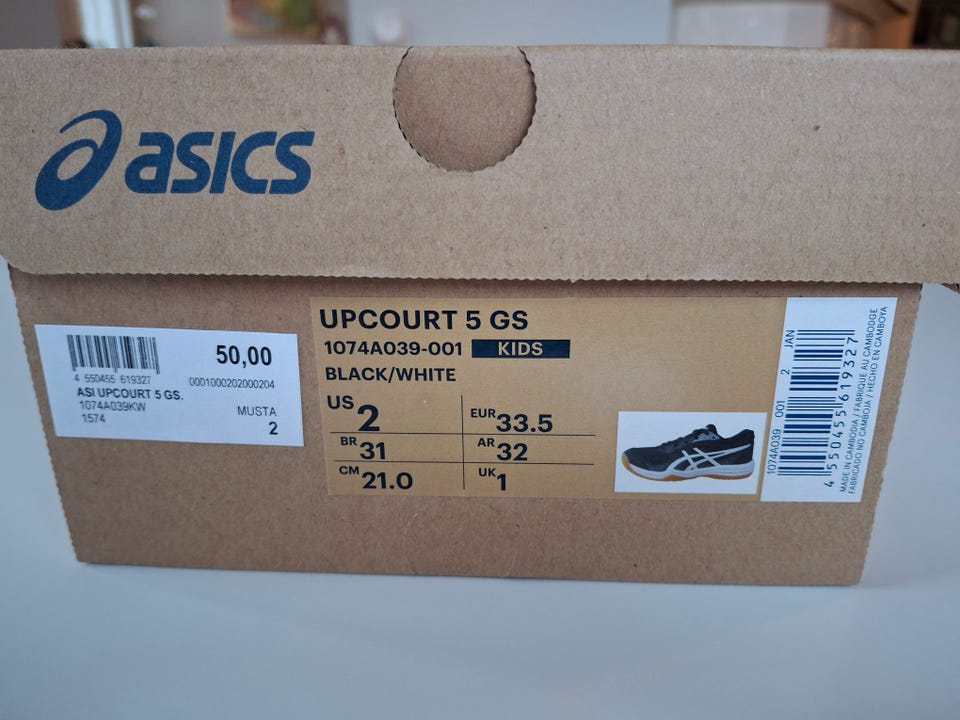 asics
50,00
4 550455 619327
0001000202000204
ASI UPCOURT 5 GS.
1074A039KW
1574
MUSTA
2
UPCOURT 5 GS
1074A039-001 KIDS
BLACK/WHITE
US 2 EUR 33.5
BR 31 AR 32
CM 21.0 UK 1
1074A039 001 2 JAN
4 550455 619327
MADE IN CAMBODIA / FABRIQUE AU CAMBODGE
FABRICADO NO CAMBOJA / HECHO EN CAMBOYA